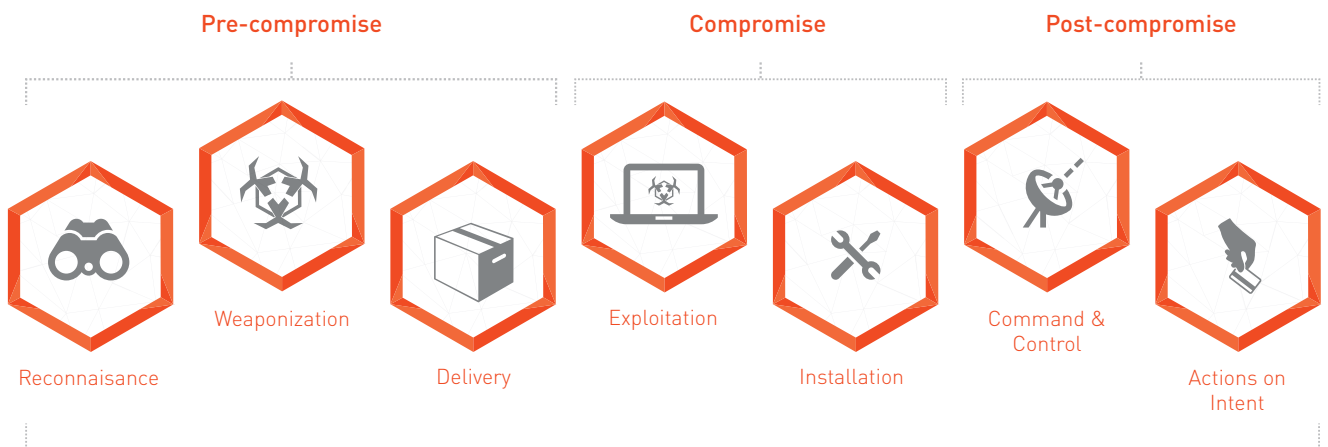 Pre-compromise
Compromise
Post-compromise
Reconnaisance
Weaponization
Delivery
Exploitation
Installation
Command &
Control
Actions on
Intent